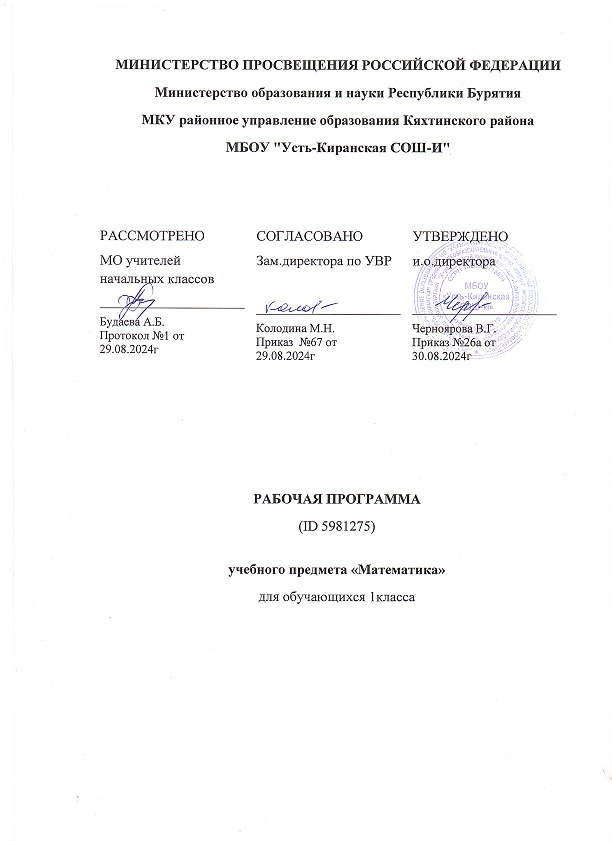 МИНИСТЕРСТВО ПРОСВЕЩЕНИЯ РОССИЙСКОЙ ФЕДЕРАЦИИ
Министерство образования и науки Республики Бурятия
МКУ районное управление образования Кяхтинского района
МБОУ "Усть-Киранская СОШ-И"
РАССМОТРЕНО
МО учителей
начальных классов
Будаева А.Б.
Протокол №1 от
29.08.2024г
СОГЛАСОВАНО
Зам.директора по УВР
Колодина М.Н.
Приказ №67 от
29.08.2024г
УТВЕРЖДЕНО
и.о.директора
МБОУ
«Усть-Киранская
Черноярова В.Г.
Приказ №26а от
30.08.2024г
РАБОЧАЯ ПРОГРАММА
(ID 5981275)
учебного предмета «Математика»
для обучающихся 1класса